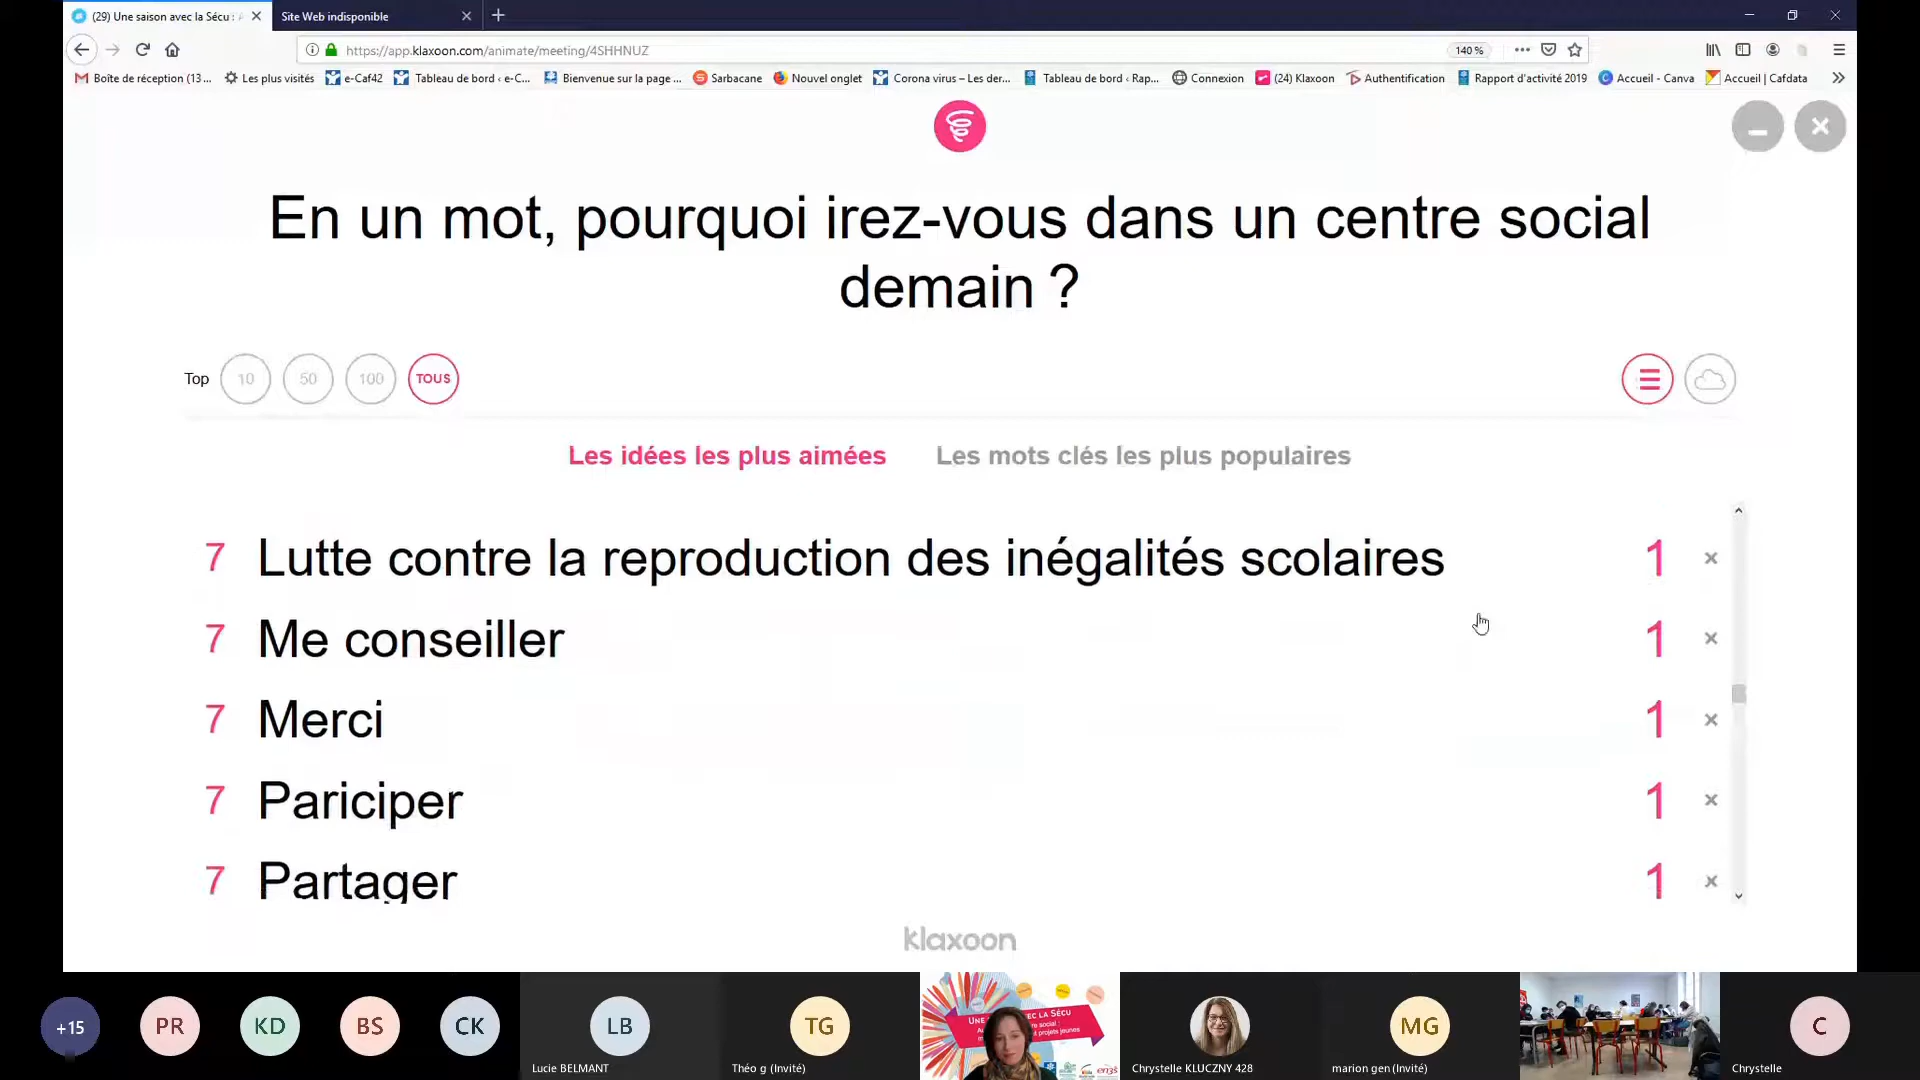 (29) Une saison avec la Sécu :
Site Web indisponible
https://app.klaxoon.com/animate/meeting/4SHHNUZ
140 %
Boîte de réception (13 ...
Les plus visités
e-Caf42
Tableau de bord ‹ e-C...
Bienvenue sur la page ...
Sarbacane
Nouvel onglet
Corona virus – Les der...
Tableau de bord ‹ Rap...
Connexion
(24) Klaxoon
Authentification
Rapport d'activité 2019
Accueil - Canva
Accueil | Cafdata
En un mot, pourquoi irez-vous dans un centre social
demain ?
Top 10 50 100 TOUS
Les idées les plus aimées
Les mots clés les plus populaires
7 Lutte contre la reproduction des inégalités scolaires 1 ×
7 Me conseiller 1 ×
7 Merci 1 ×
7 Pariciper 1 ×
7 Partager 1 ×
klaxoon
+15
PR
KD
BS
CK
LB
Lucie BELMANT
TG
Théo g (Invité)
Chrystelle KLUCZNY 428
MG
marion gen (Invité)
C
Chrystelle